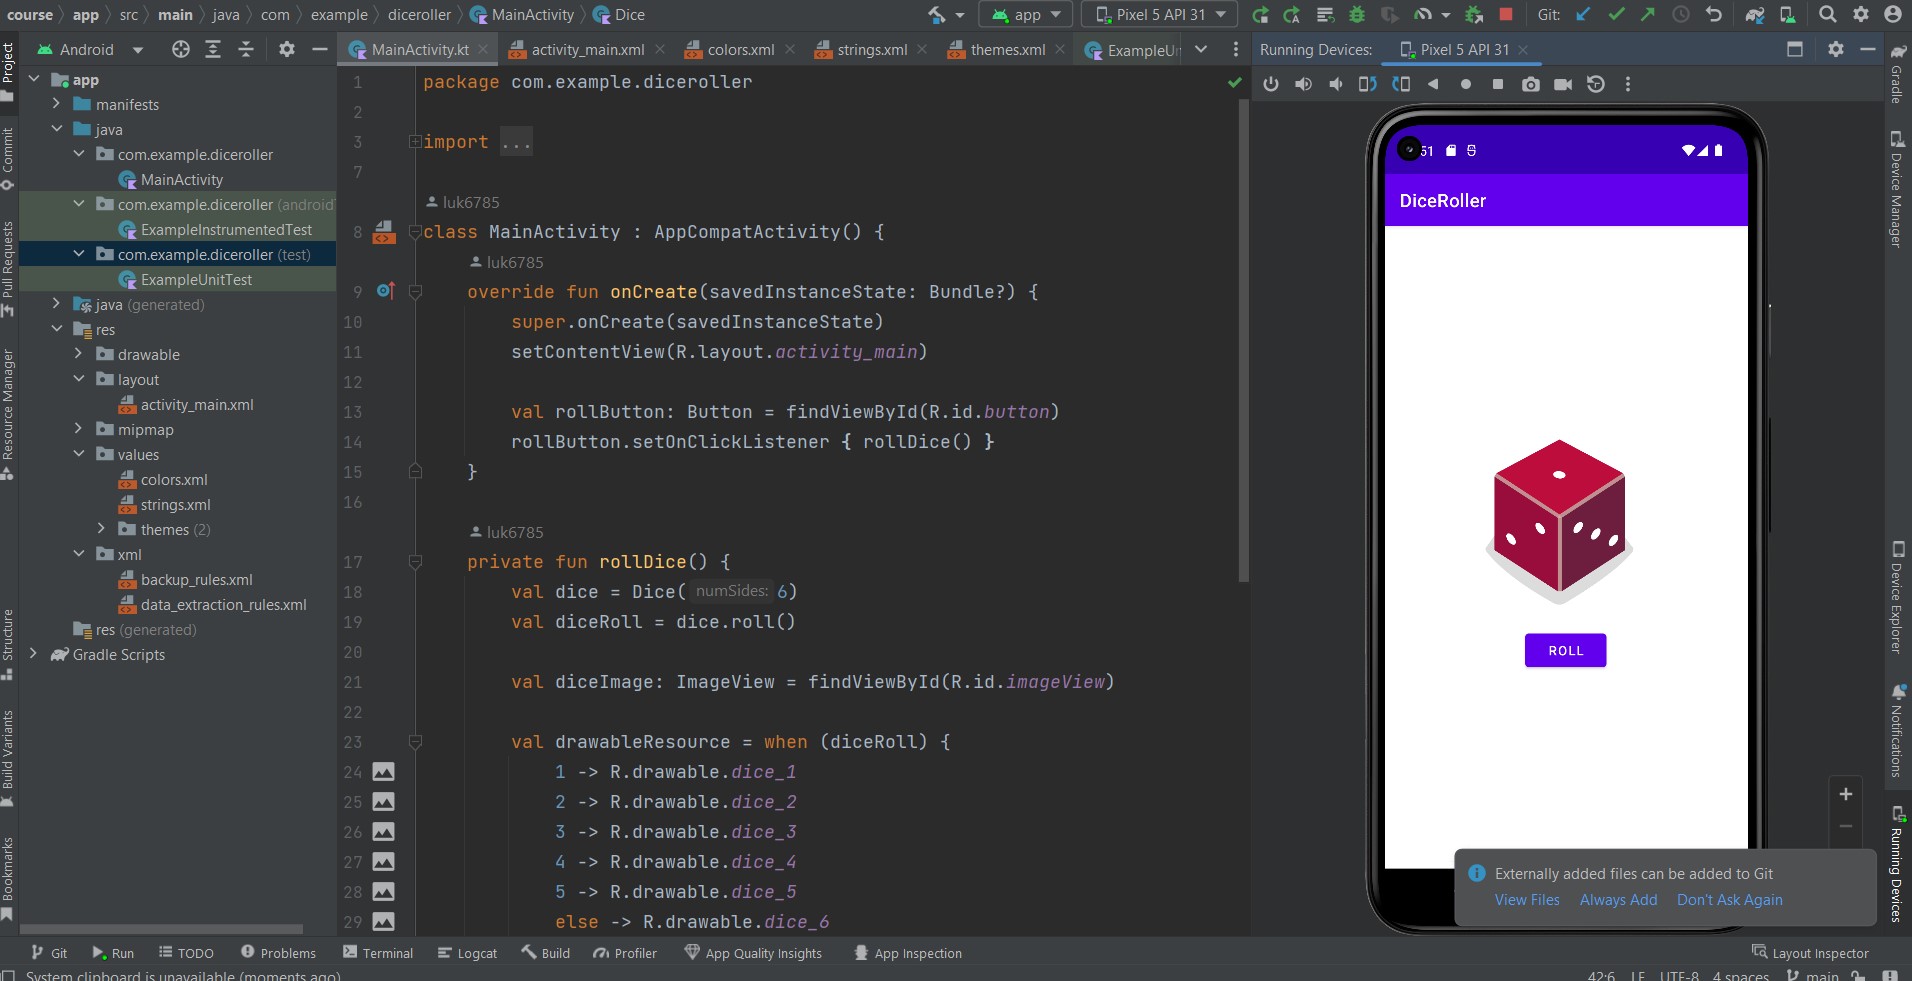 course app src main java com example diceroller MainActivity Dice
app Pixel 5 API 31 Git:
Android
MainActivity.kt activity_main.xml colors.xml strings.xml themes.xml ExampleUn
Running Devices: Pixel 5 API 31
Project
Commit
Pull Requests
Resource Manager
Structure
Build Variants
Bookmarks
app
manifests
java
com.example.diceroller
MainActivity
com.example.diceroller (android
ExampleInstrumentedTest
com.example.diceroller (test)
ExampleUnitTest
java (generated)
res
drawable
layout
activity_main.xml
mipmap
values
colors.xml
strings.xml
themes (2)
xml
backup_rules.xml
data_extraction_rules.xml
res (generated)
Gradle Scripts
1 package com.example.diceroller
2
3 import ...
7
luk6785
8 class MainActivity : AppCompatActivity() {
luk6785
9 override fun onCreate(savedInstanceState: Bundle?) {
10 super.onCreate(savedInstanceState)
11 setContentView(R.layout.activity_main)
12
13 val rollButton: Button = findViewById(R.id.button)
14 rollButton.setOnClickListener { rollDice() }
15 }
16
luk6785
17 private fun rollDice() {
18 val dice = Dice( numSides: 6)
19 val diceRoll = dice.roll()
20
21 val diceImage: ImageView = findViewById(R.id.imageView)
22
23 val drawableResource = when (diceRoll) {
24 1 -> R.drawable.dice_1
25 2 -> R.drawable.dice_2
26 3 -> R.drawable.dice_3
27 4 -> R.drawable.dice_4
28 5 -> R.drawable.dice_5
29 else -> R.drawable.dice_6
51
DiceRoller
ROLL
Externally added files can be added to Git
View Files Always Add Don't Ask Again
Gradle
Device Manager
Device Explorer
Notifications
Running Devices
Git Run TODO Problems Terminal Logcat Build Profiler App Quality Insights App Inspection Layout Inspector
System clipboard is unavailable (moments ago) 42:6 LF UTF-8 4 spaces main